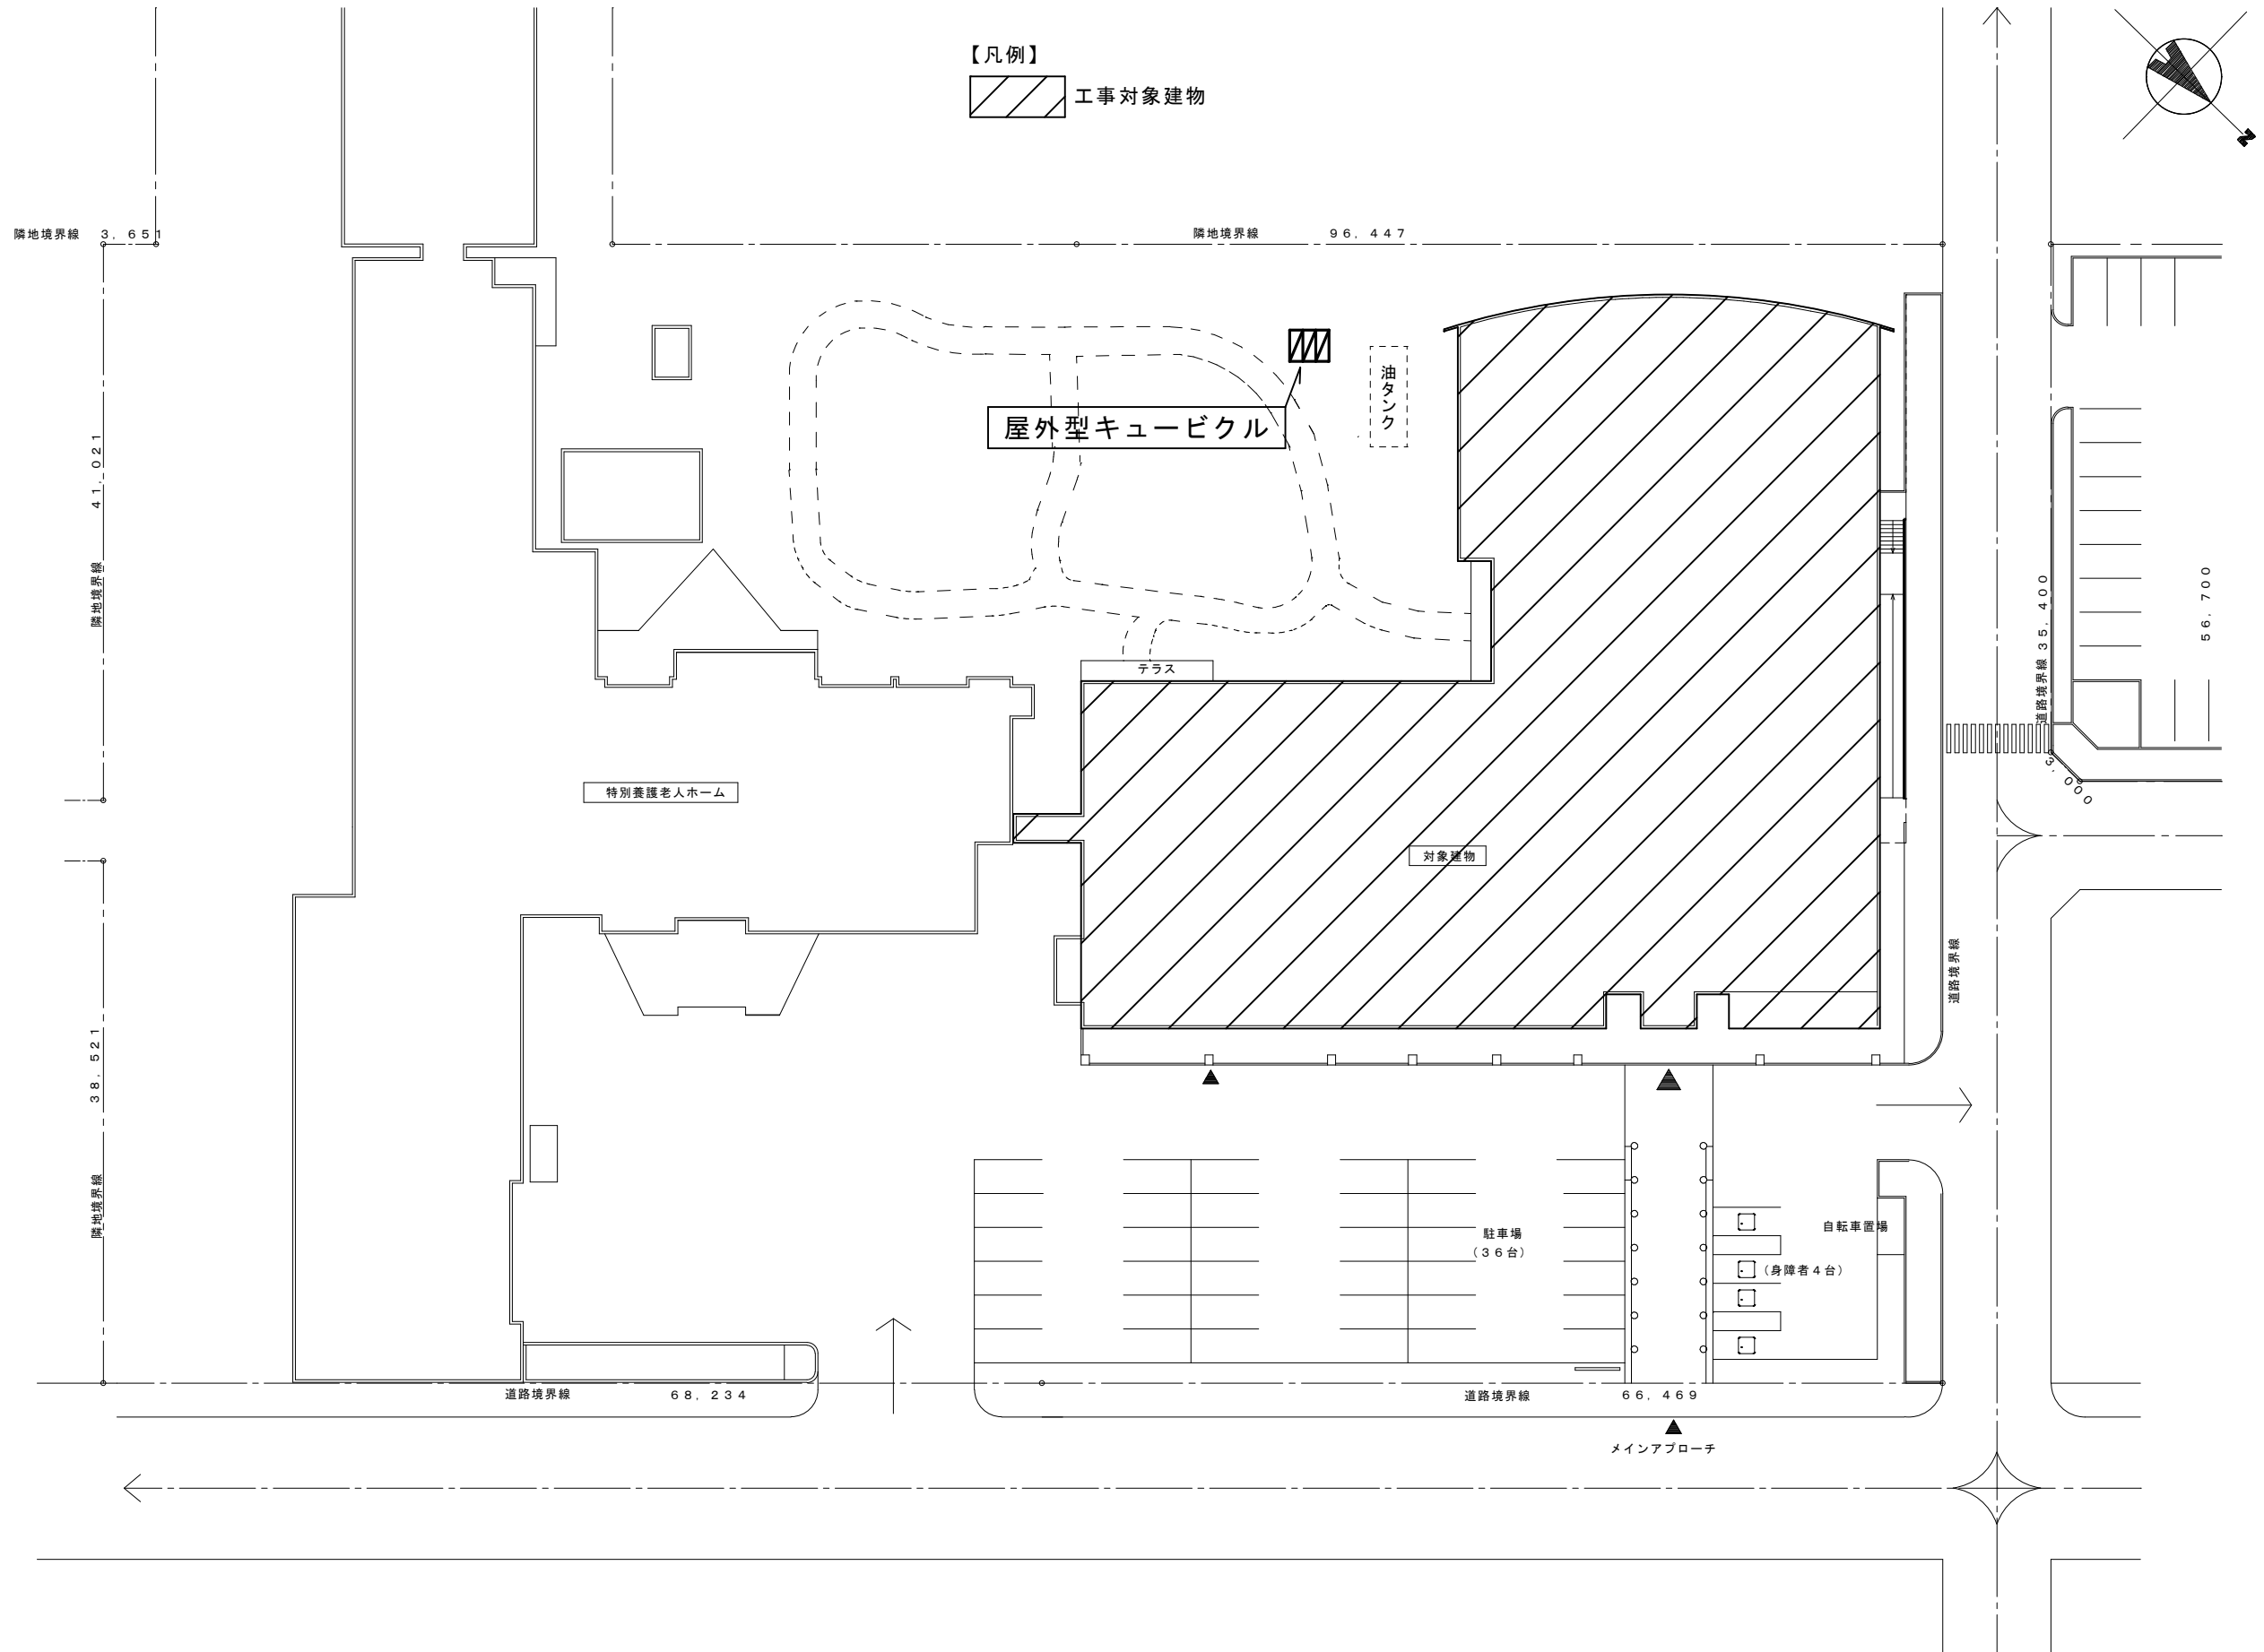 【凡例】
工事対象建物
N
隣地境界線 3,651
隣地境界線 96,447
油タンク
屋外型キュービクル
隣地境界線 41,021
道路境界線 35,400
56,700
テラス
3,000
特別養護老人ホーム
対象建物
道路境界線
隣地境界線 38,521
駐車場
(36台)
自転車置場
(身障者4台)
道路境界線 68,234
道路境界線 66,469
メインアプローチ